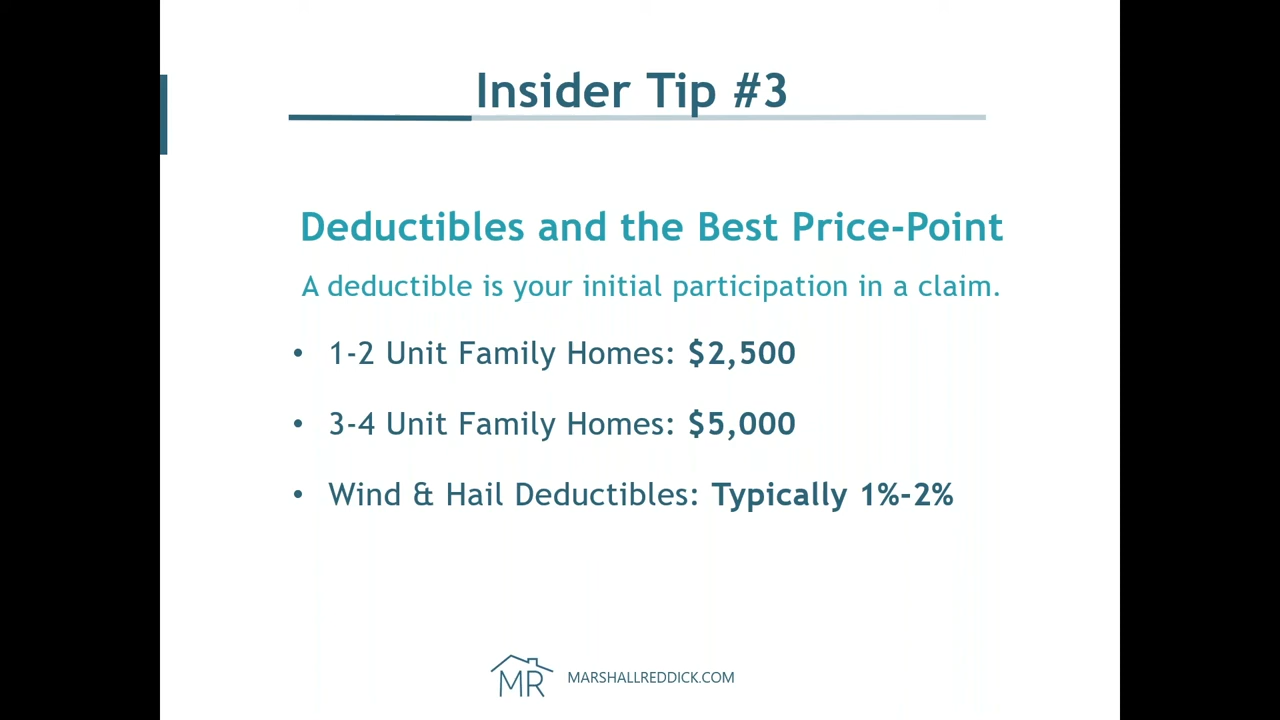 Insider Tip #3
Deductibles and the Best Price-Point
A deductible is your initial participation in a claim.
• 1-2 Unit Family Homes: $2,500
• 3-4 Unit Family Homes: $5,000
• Wind & Hail Deductibles: Typically 1%-2%
MR MARSHALLREDDICK.COM